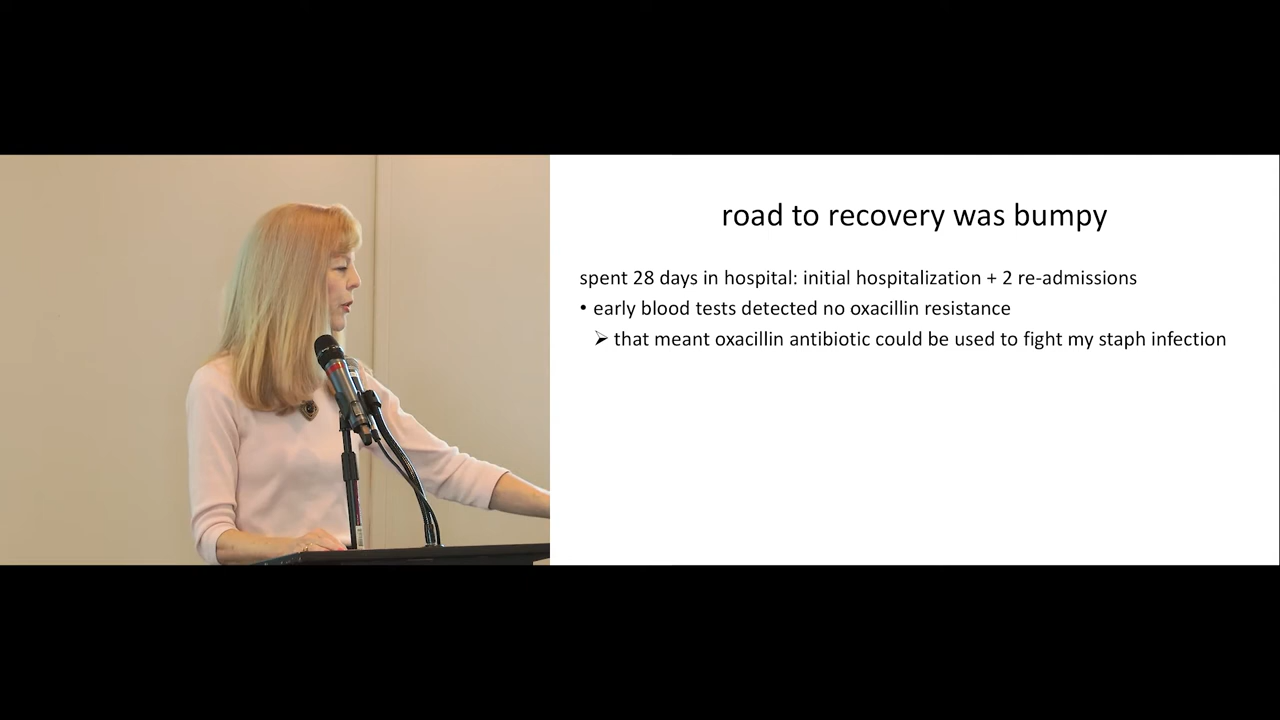 road to recovery was bumpy
spent 28 days in hospital: initial hospitalization + 2 re-admissions
• early blood tests detected no oxacillin resistance
➢ that meant oxacillin antibiotic could be used to fight my staph infection